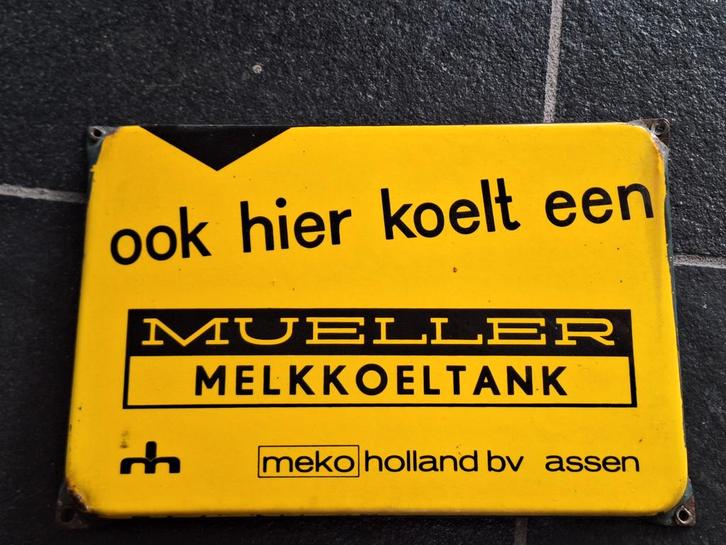 ook hier koelt een
MUELLER
MELKKOELTANK
meko holland bv assen